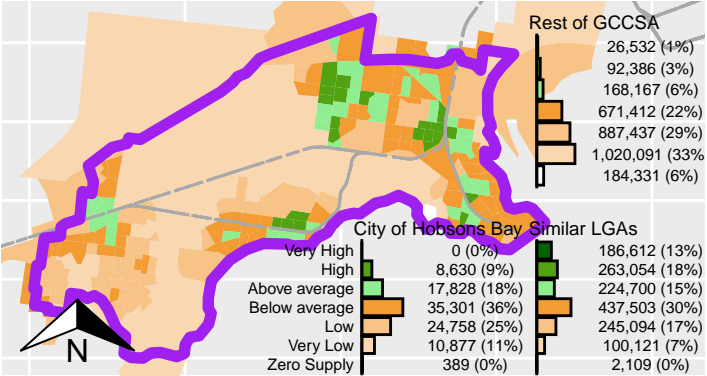 Rest of GCCSA
26,532 (1%)
92,386 (3%)
168,167 (6%)
671,412 (22%)
887,437 (29%)
1,020,091 (33%
184,331 (6%)
City of Hobsons Bay Similar LGAs
Very High 0 (0%) 186,612 (13%)
High 8,630 (9%) 263,054 (18%)
Above average 17,828 (18%) 224,700 (15%)
Below average 35,301 (36%) 437,503 (30%)
Low 24,758 (25%) 245,094 (17%)
Very Low 10,877 (11%) 100,121 (7%)
Zero Supply 389 (0%) 2,109 (0%)
N